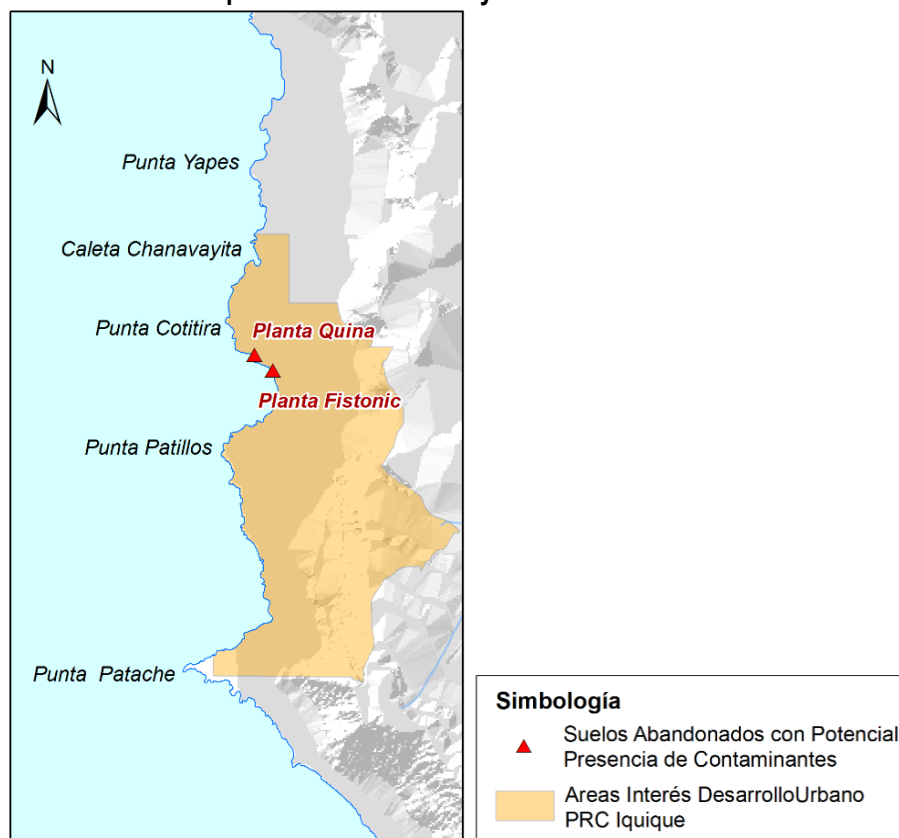 N
Punta Yapes
Caleta Chanavayita
Punta Cotitira
Planta Quina
Planta Fistonic
Punta Patillos
Punta Patache
Simbología
Suelos Abandonados con Potencial
Presencia de Contaminantes
Areas Interés DesarrolloUrbano
PRC Iquique